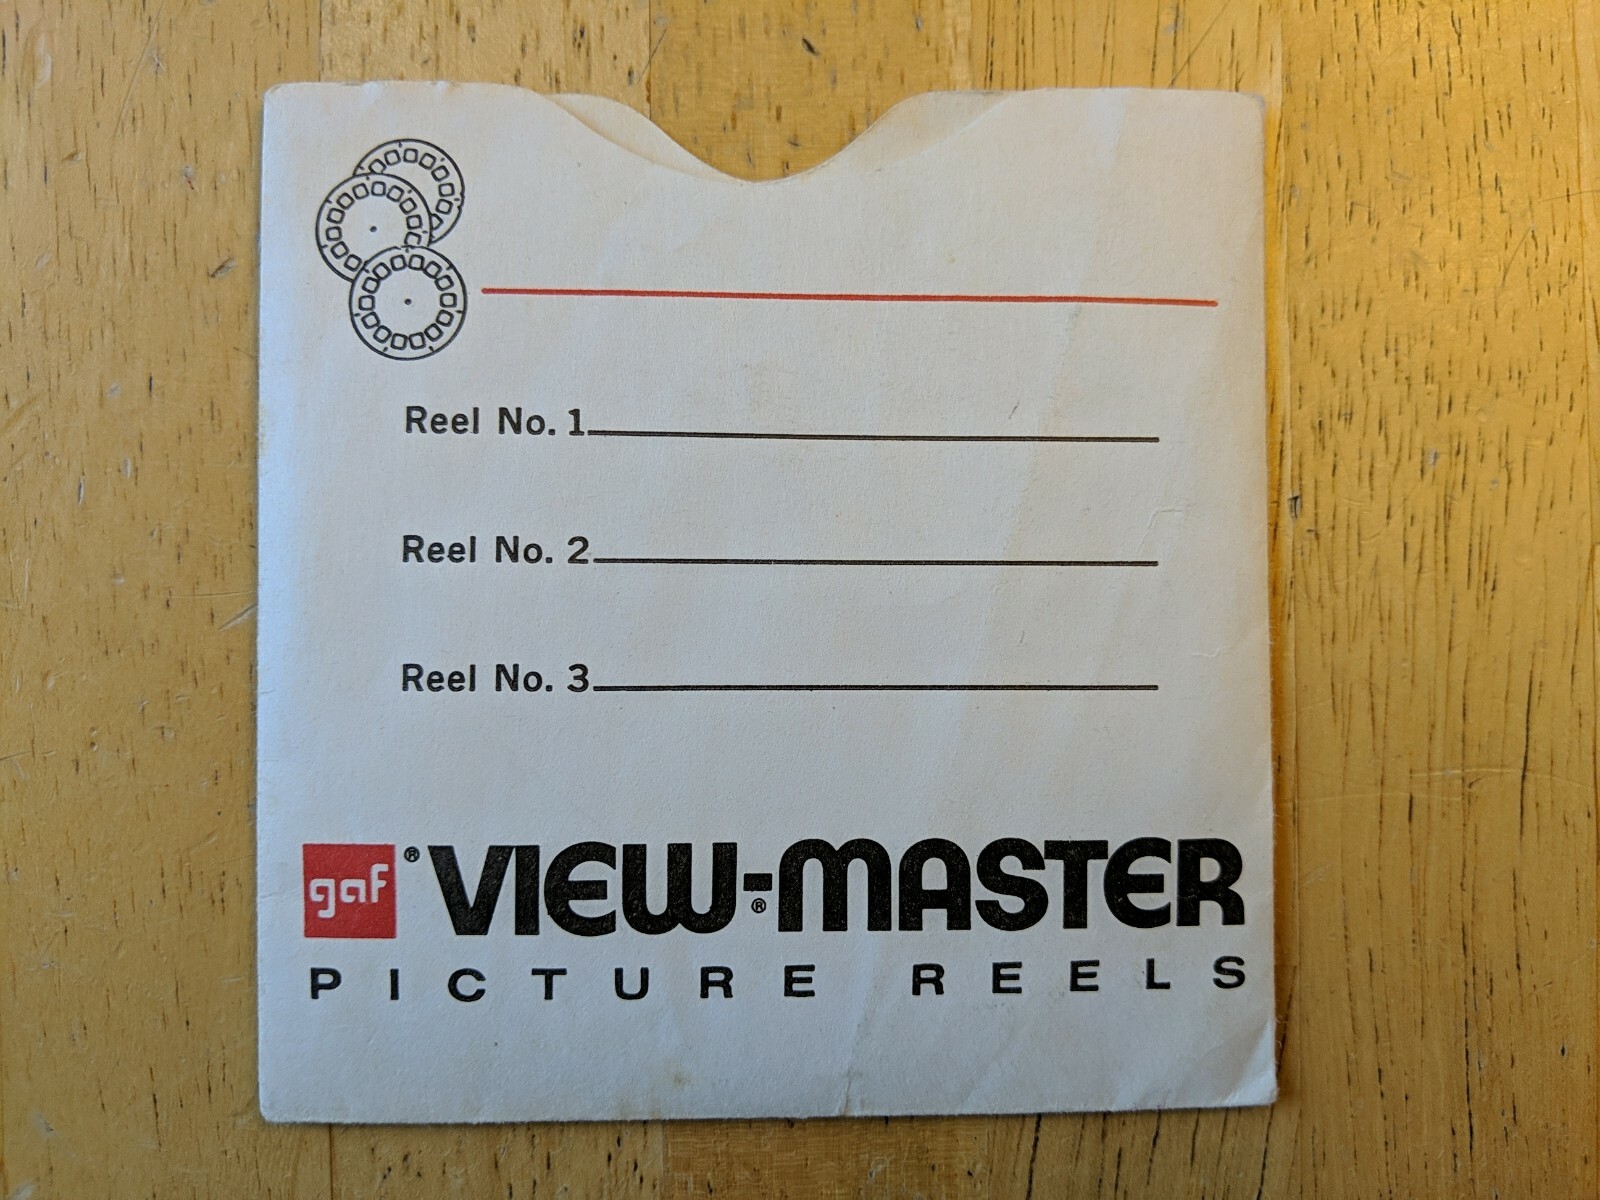 Reel No. 1
Reel No. 2
Reel No. 3
gaf® VIEW-MASTER®
PICTURE REELS